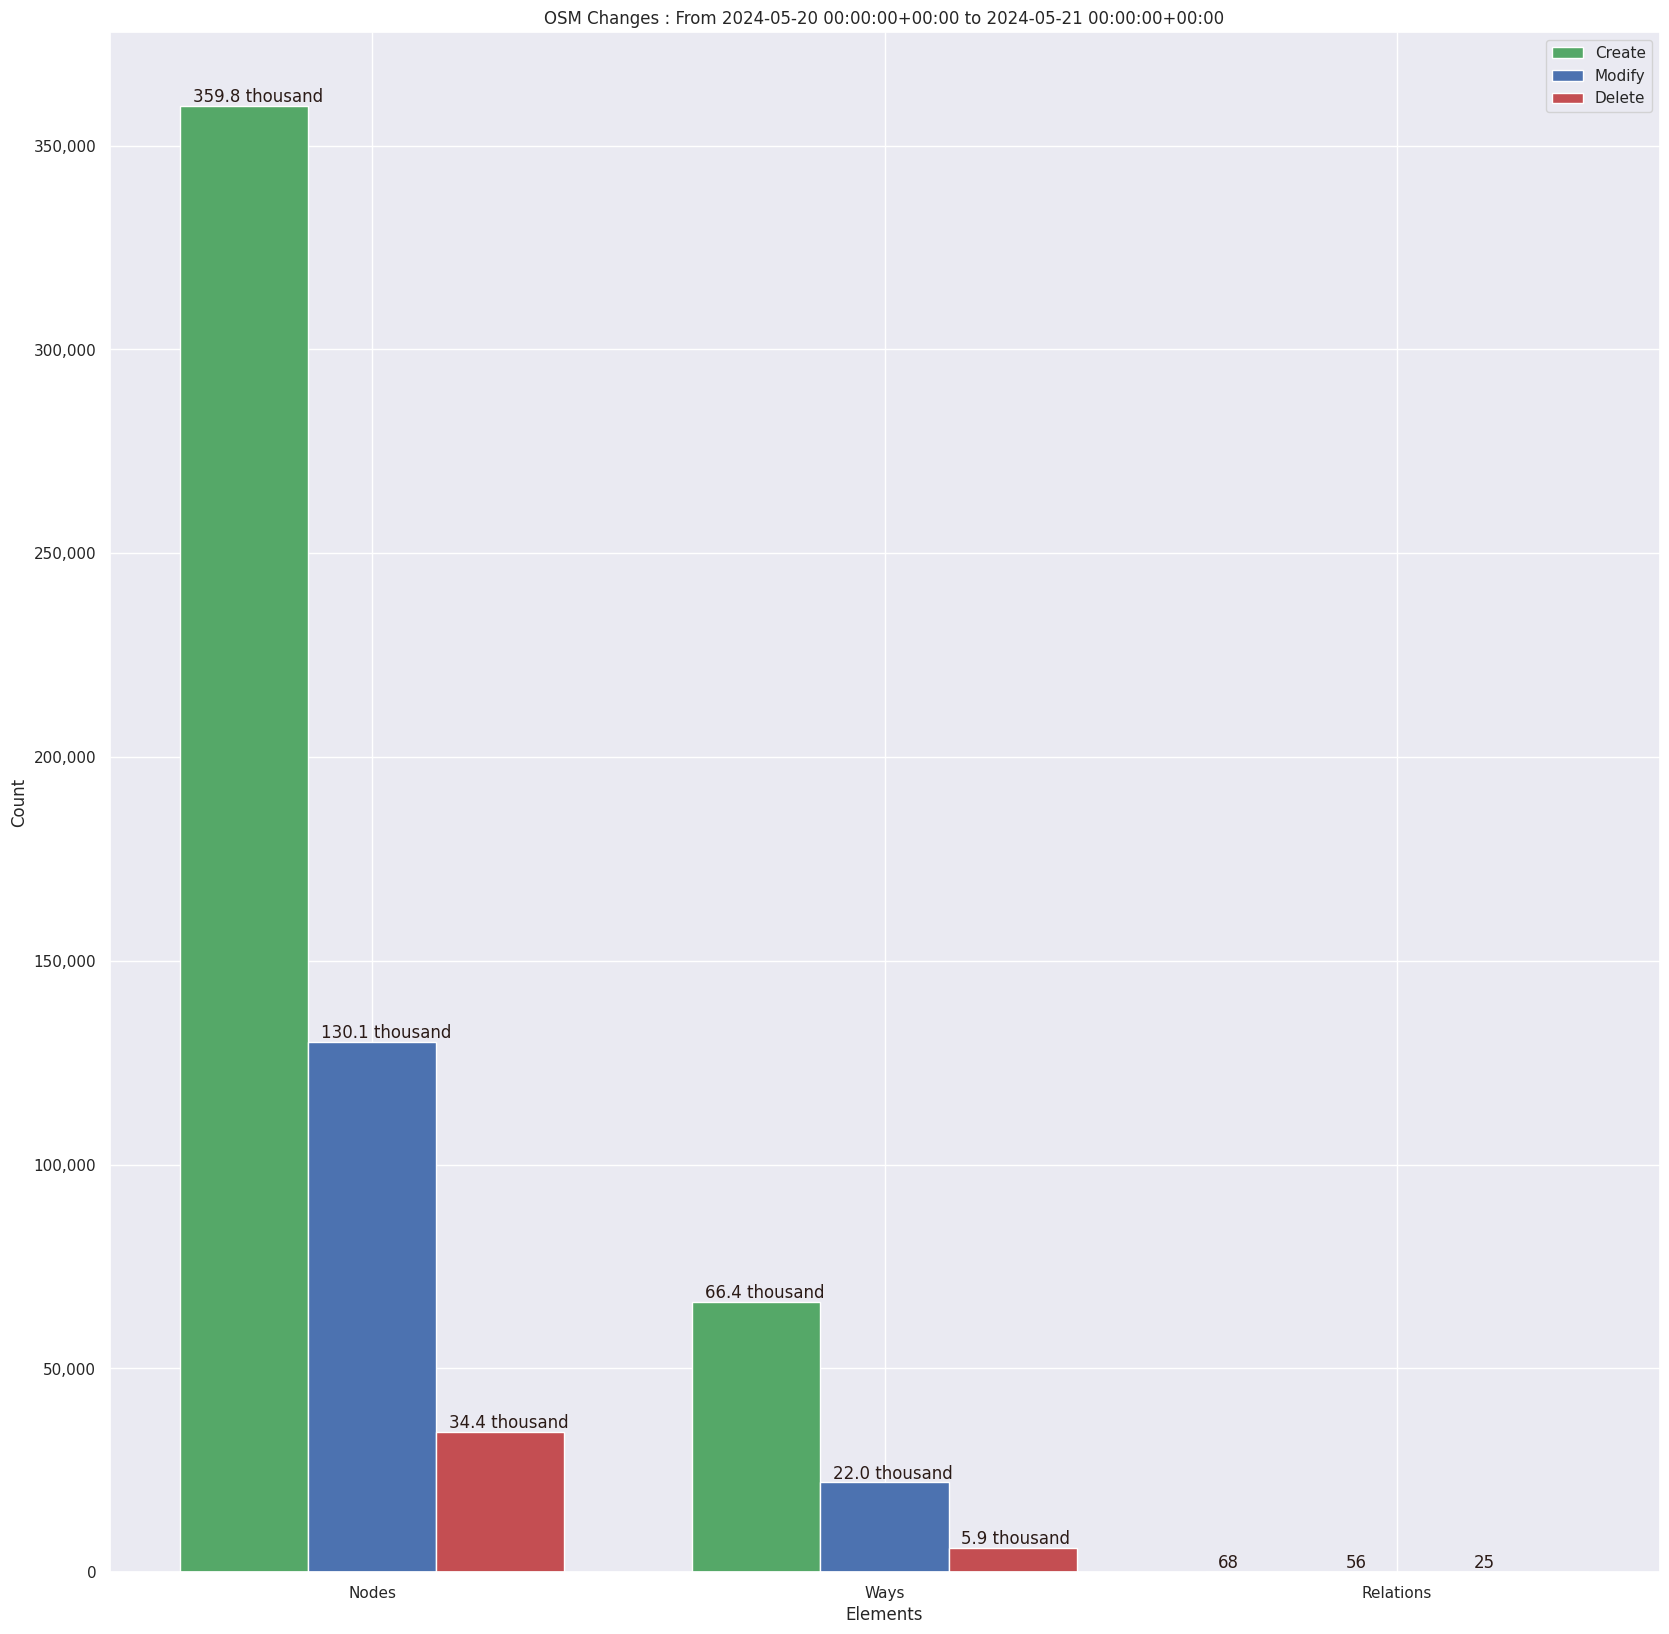 OSM Changes : From 2024-05-20 00:00:00+00:00 to 2024-05-21 00:00:00+00:00
Create
Modify
Delete
359.8 thousand
130.1 thousand
34.4 thousand
66.4 thousand
22.0 thousand
5.9 thousand
68
56
25
350,000
300,000
250,000
200,000
150,000
100,000
50,000
0
Count
Nodes
Ways
Relations
Elements